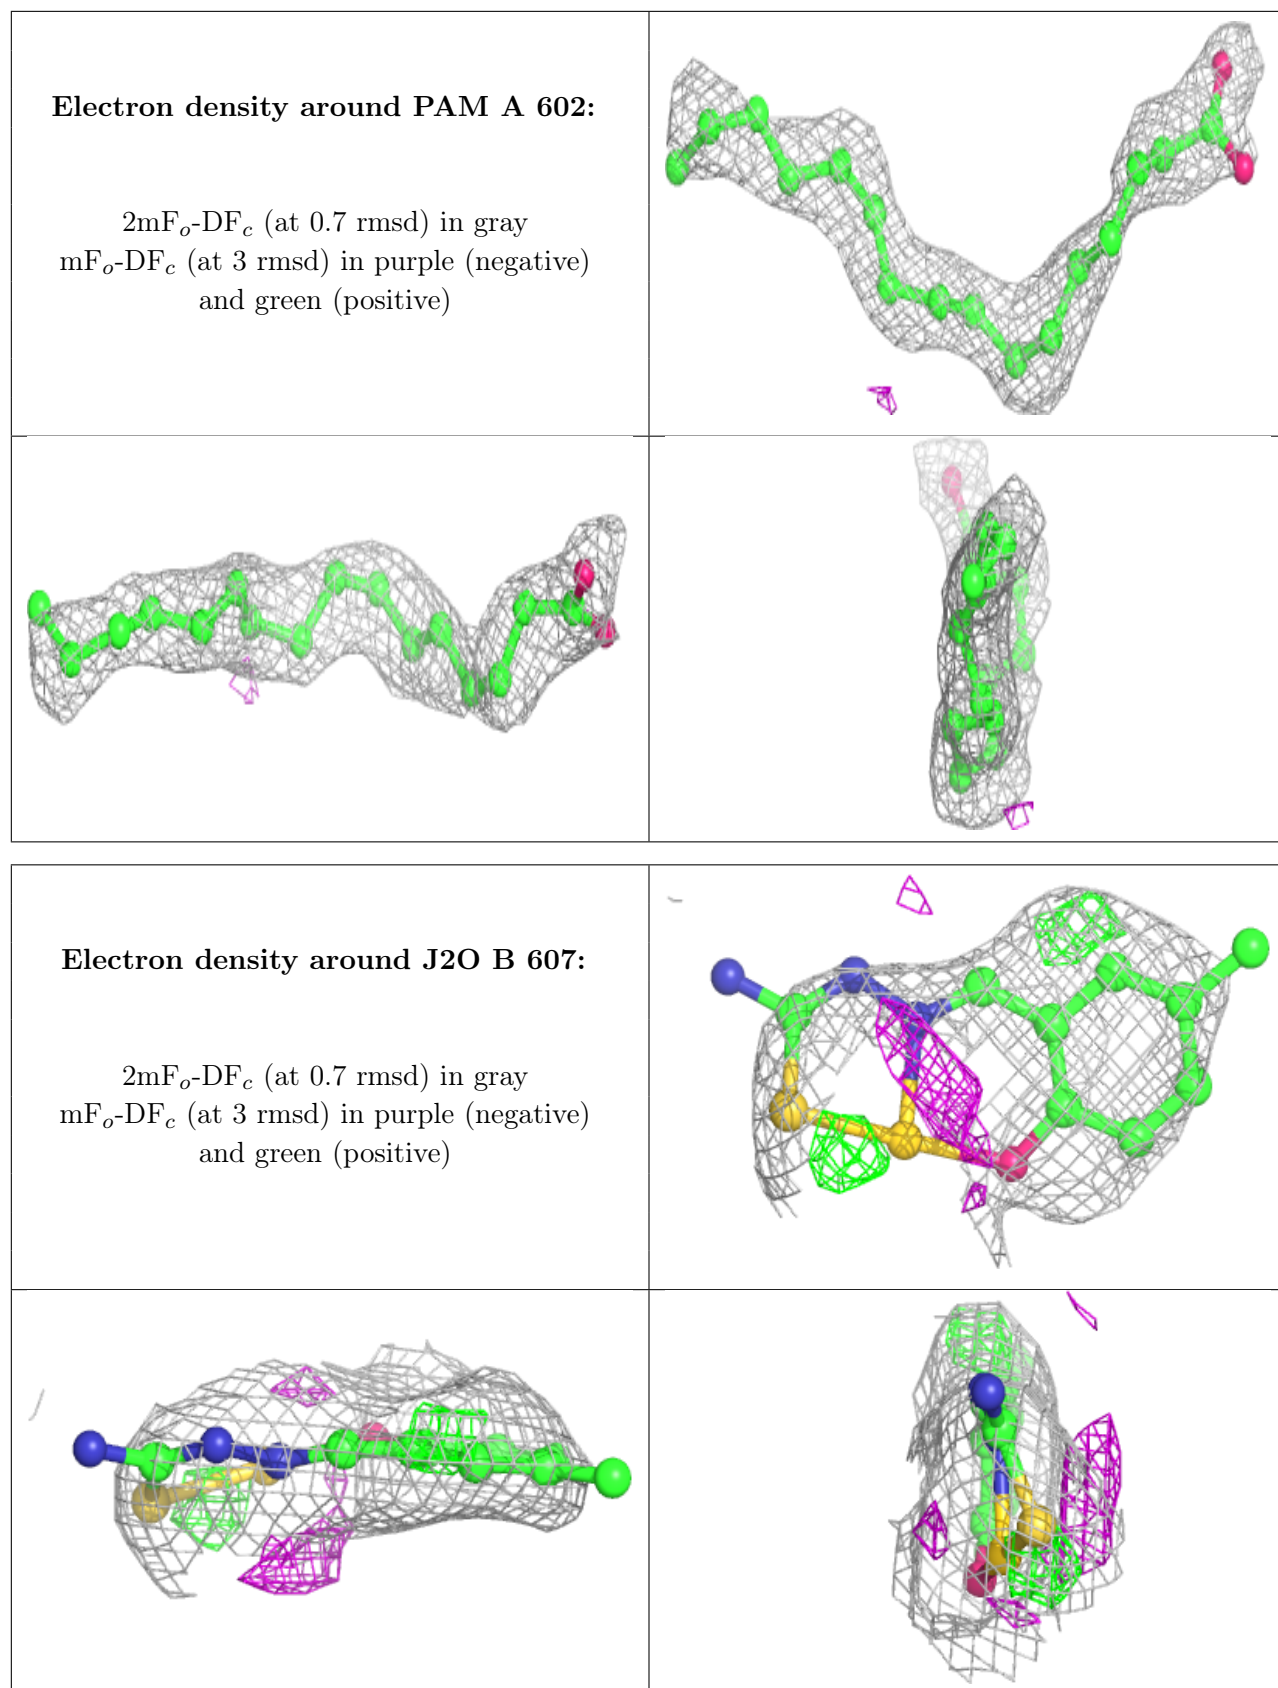 Electron density around PAM A 602:
2mFo-DFc (at 0.7 rmsd) in gray
mFo-DFc (at 3 rmsd) in purple (negative)
and green (positive)
Electron density around J2O B 607:
2mFo-DFc (at 0.7 rmsd) in gray
mFo-DFc (at 3 rmsd) in purple (negative)
and green (positive)